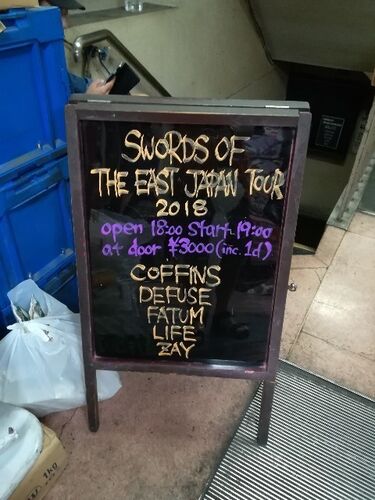 SWORDS OF
THE EAST JAPAN TOUR
2018
open 18:00 start 19:00
at door ¥3000 (inc. 1d)
COFFINS
DEFUSE
FATUM
LIFE
ZAY